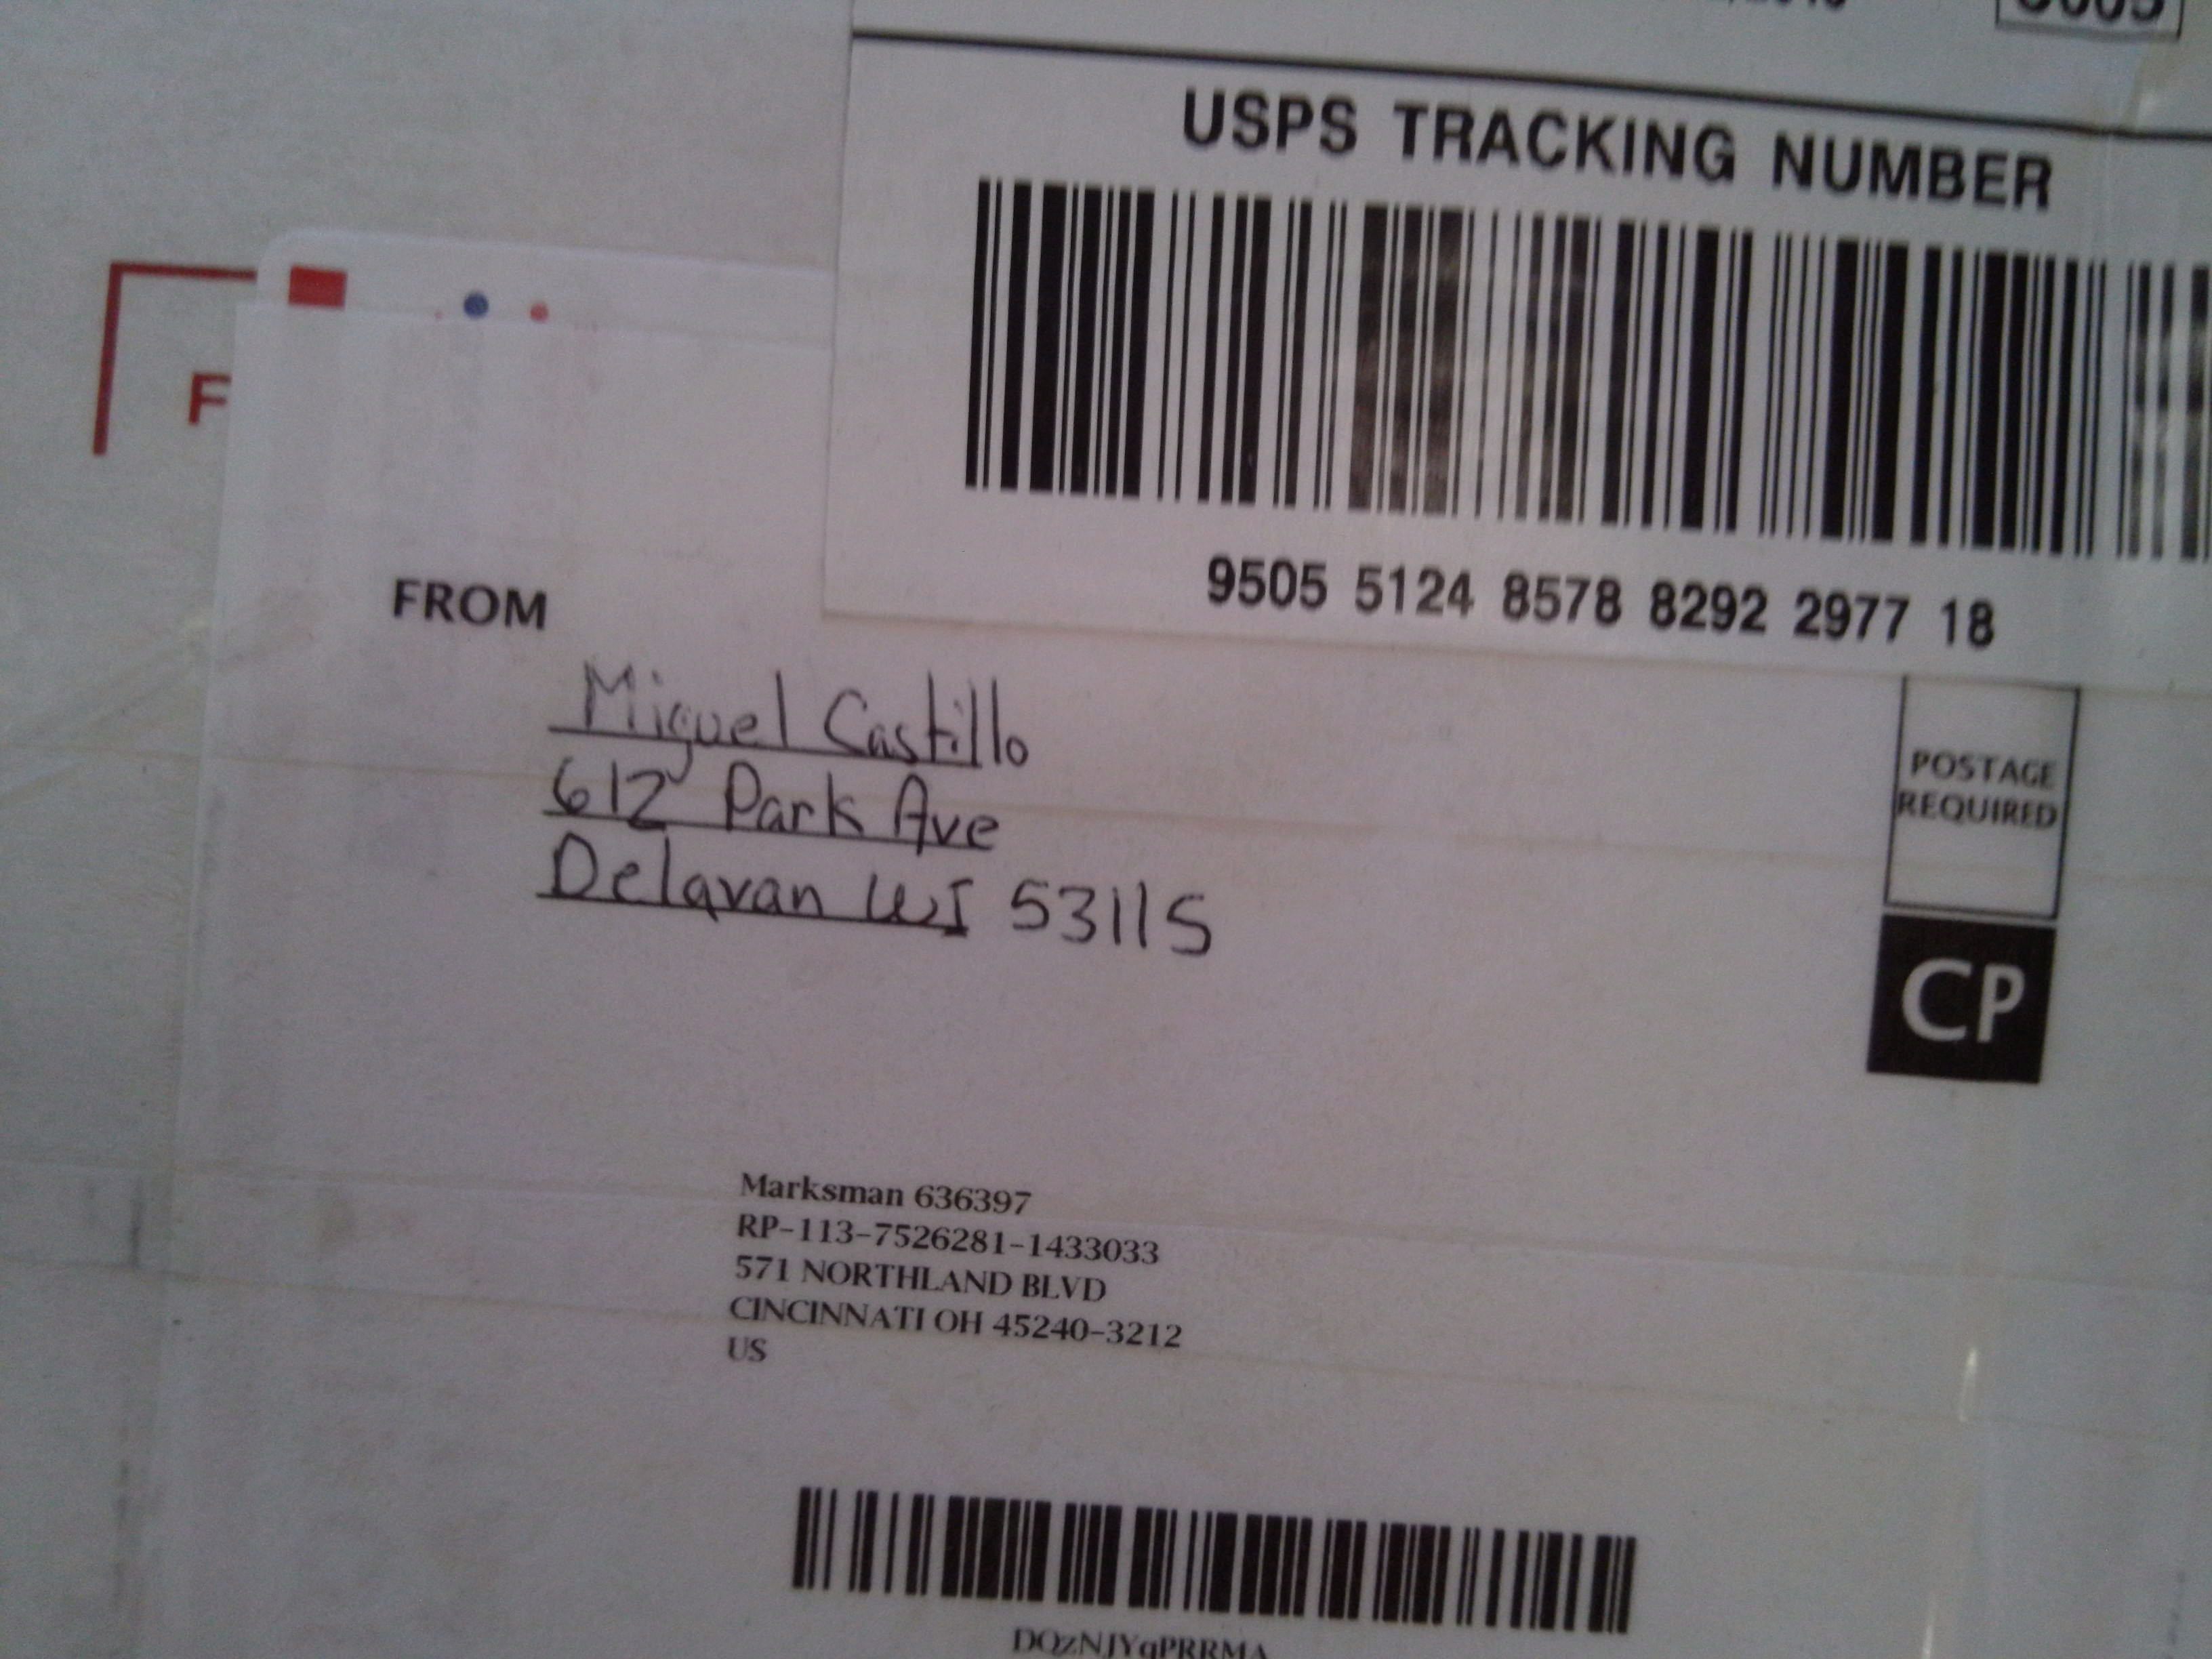 USPS TRACKING NUMBER
9505 5124 8578 8292 2977 18
F
FROM
Miguel Castillo
612 Park Ave
Delavan WI 53115
POSTAGE
REQUIRED
CP
Marksman 636397
RP-113-7526281-1433033
571 NORTHLAND BLVD
CINCINNATI OH 45240-3212
US
DQzNJYqPRRMA